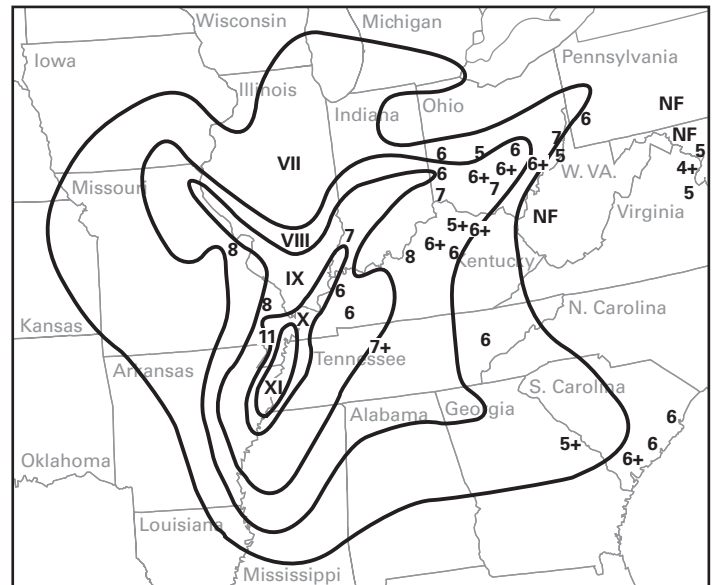 Wisconsin
Michigan
Iowa
Pennsylvania
Illinois
Indiana
Ohio
NF
6
NF
7
5
6
5
6
5
VII
6
6+
6+
6+
W. VA.
4+
Missouri
7
7
5
Virginia
NF
5+
6+
7
VIII
6+
6
8
8
Kentucky
IX
6
8
N. Carolina
X
6
Kansas
11
6
7+
Tennessee
Arkansas
XI
S. Carolina
Alabama
Georgia
6
5+
6
6+
Oklahoma
Louisiana
Mississippi